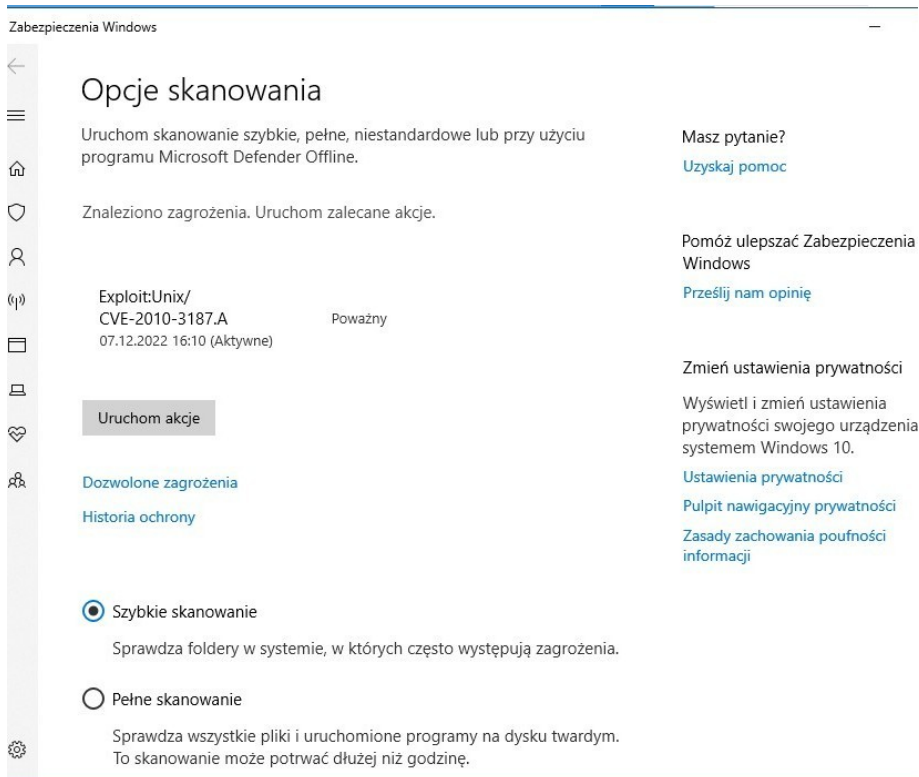 Zabezpieczenia Windows
Opcje skanowania
Uruchom skanowanie szybkie, pełne, niestandardowe lub przy użyciu
programu Microsoft Defender Offline.
Znaleziono zagrożenia. Uruchom zalecane akcje.
Exploit:Unix/
CVE-2010-3187.A
Poważny
07.12.2022 16:10 (Aktywne)
Uruchom akcje
Dozwolone zagrożenia
Historia ochrony
Szybkie skanowanie
Sprawdza foldery w systemie, w których często występują zagrożenia.
Pełne skanowanie
Sprawdza wszystkie pliki i uruchomione programy na dysku twardym.
To skanowanie może potrwać dłużej niż godzinę.
Masz pytanie?
Uzyskaj pomoc
Pomóż ulepszać Zabezpieczenia
Windows
Prześlij nam opinię
Zmień ustawienia prywatności
Wyświetl i zmień ustawienia
prywatności swojego urządzenia
systemem Windows 10.
Ustawienia prywatności
Pulpit nawigacyjny prywatności
Zasady zachowania poufności
informacji